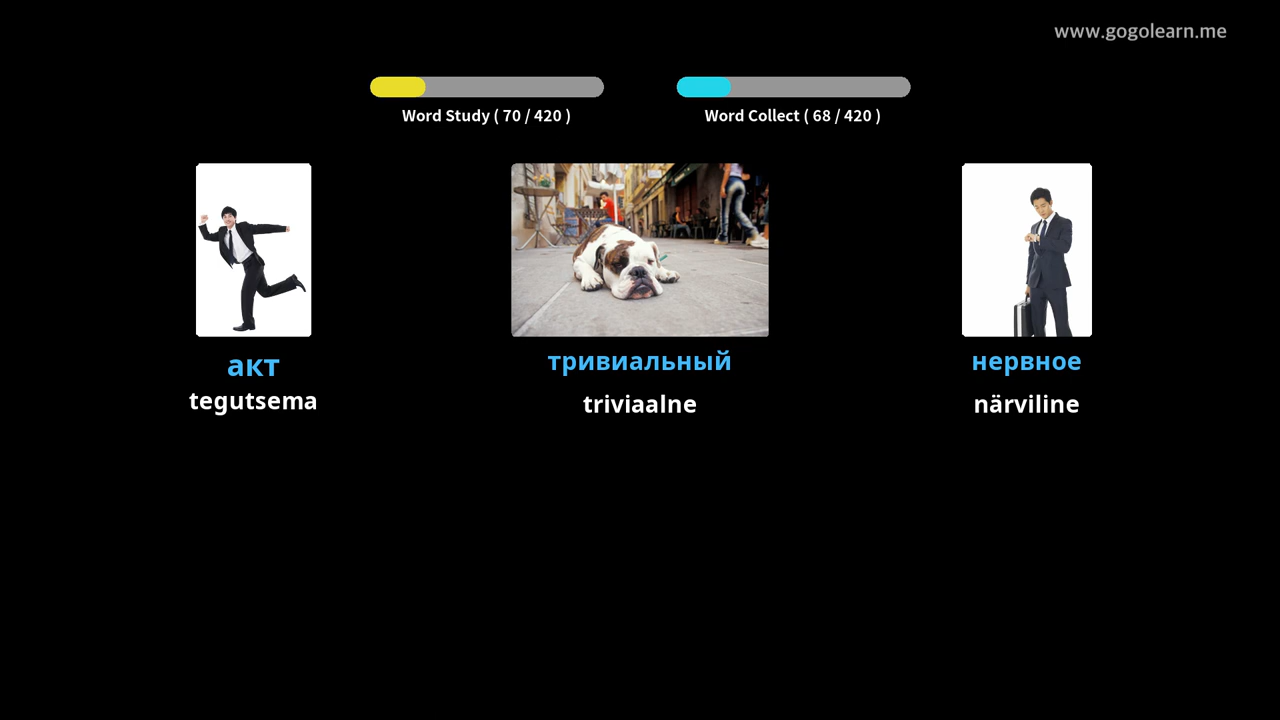 www.gogolearn.me
Word Study ( 70 / 420 )
Word Collect ( 68 / 420 )
акт
tegutsema
тривиальный
triviaalne
нервное
närviline